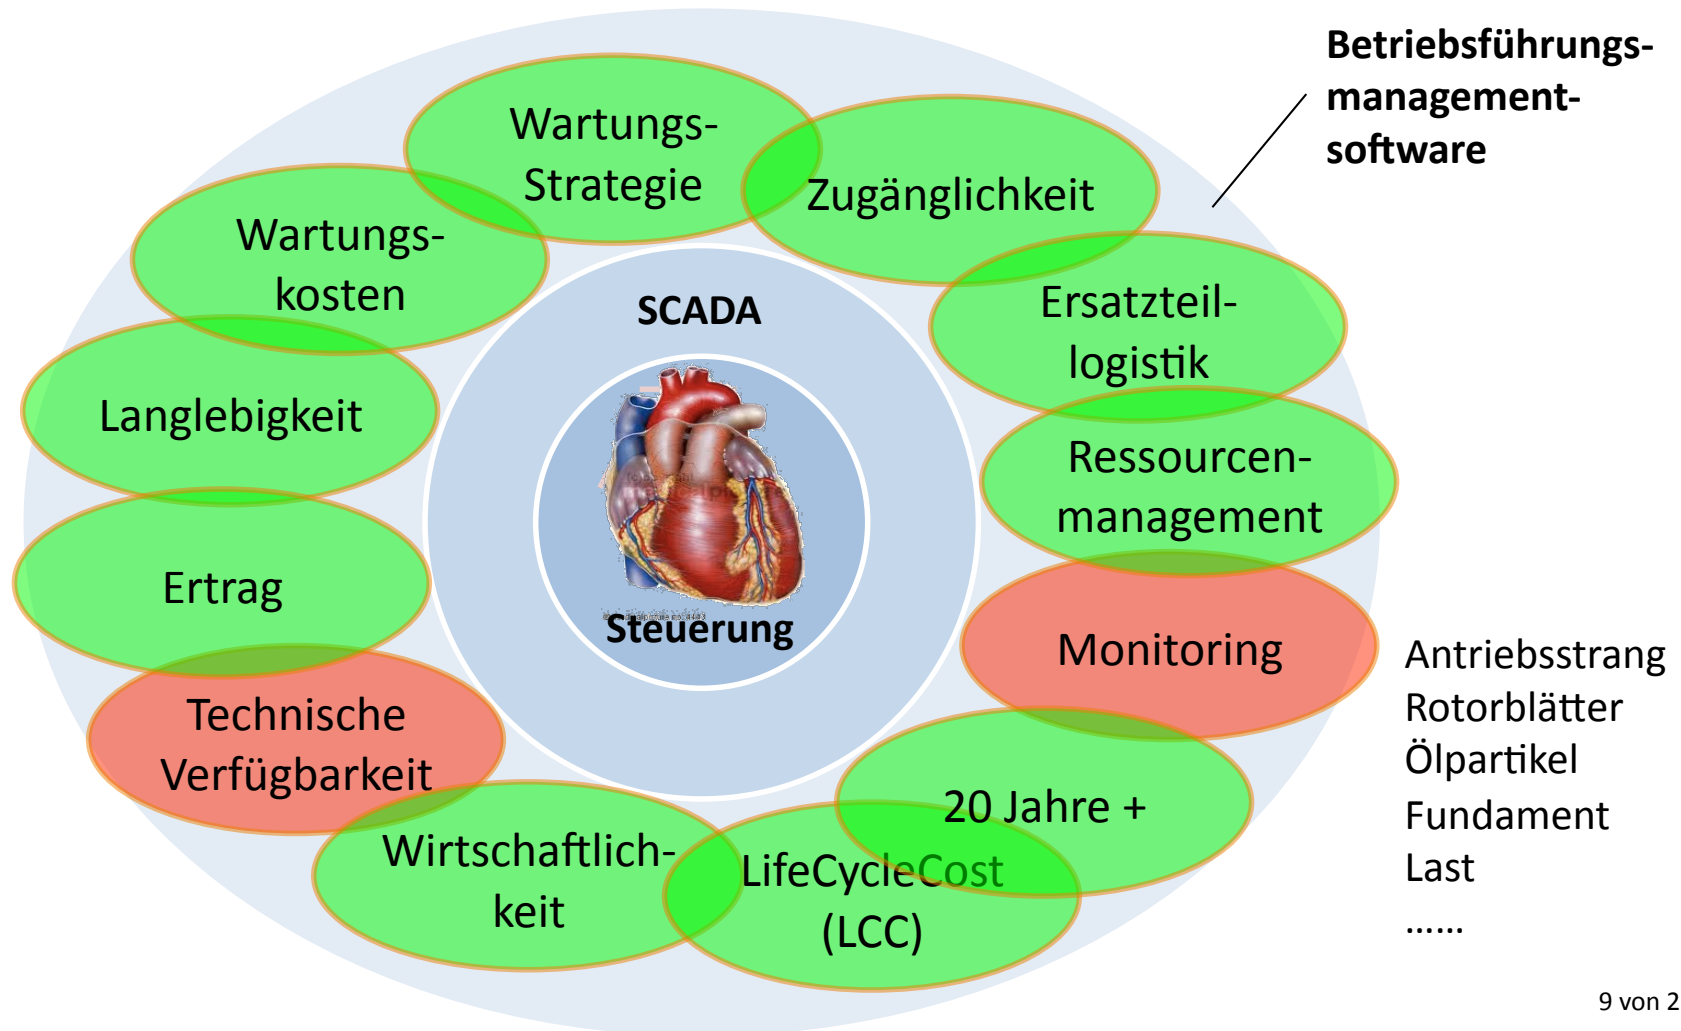 Betriebsführungs-
management-
software
Wartungs-
Strategie
Zugänglichkeit
Wartungs-
kosten
Ersatzteil-
logistik
SCADA
Langlebigkeit
Ressourcen-
management
Ertrag
Steuerung
Monitoring
Antriebsstrang
Rotorblätter
Ölpartikel
Fundament
Last
......
Technische
Verfügbarkeit
20 Jahre +
Wirtschaftlich-
keit
LifeCycleCost
(LCC)
9 von 2